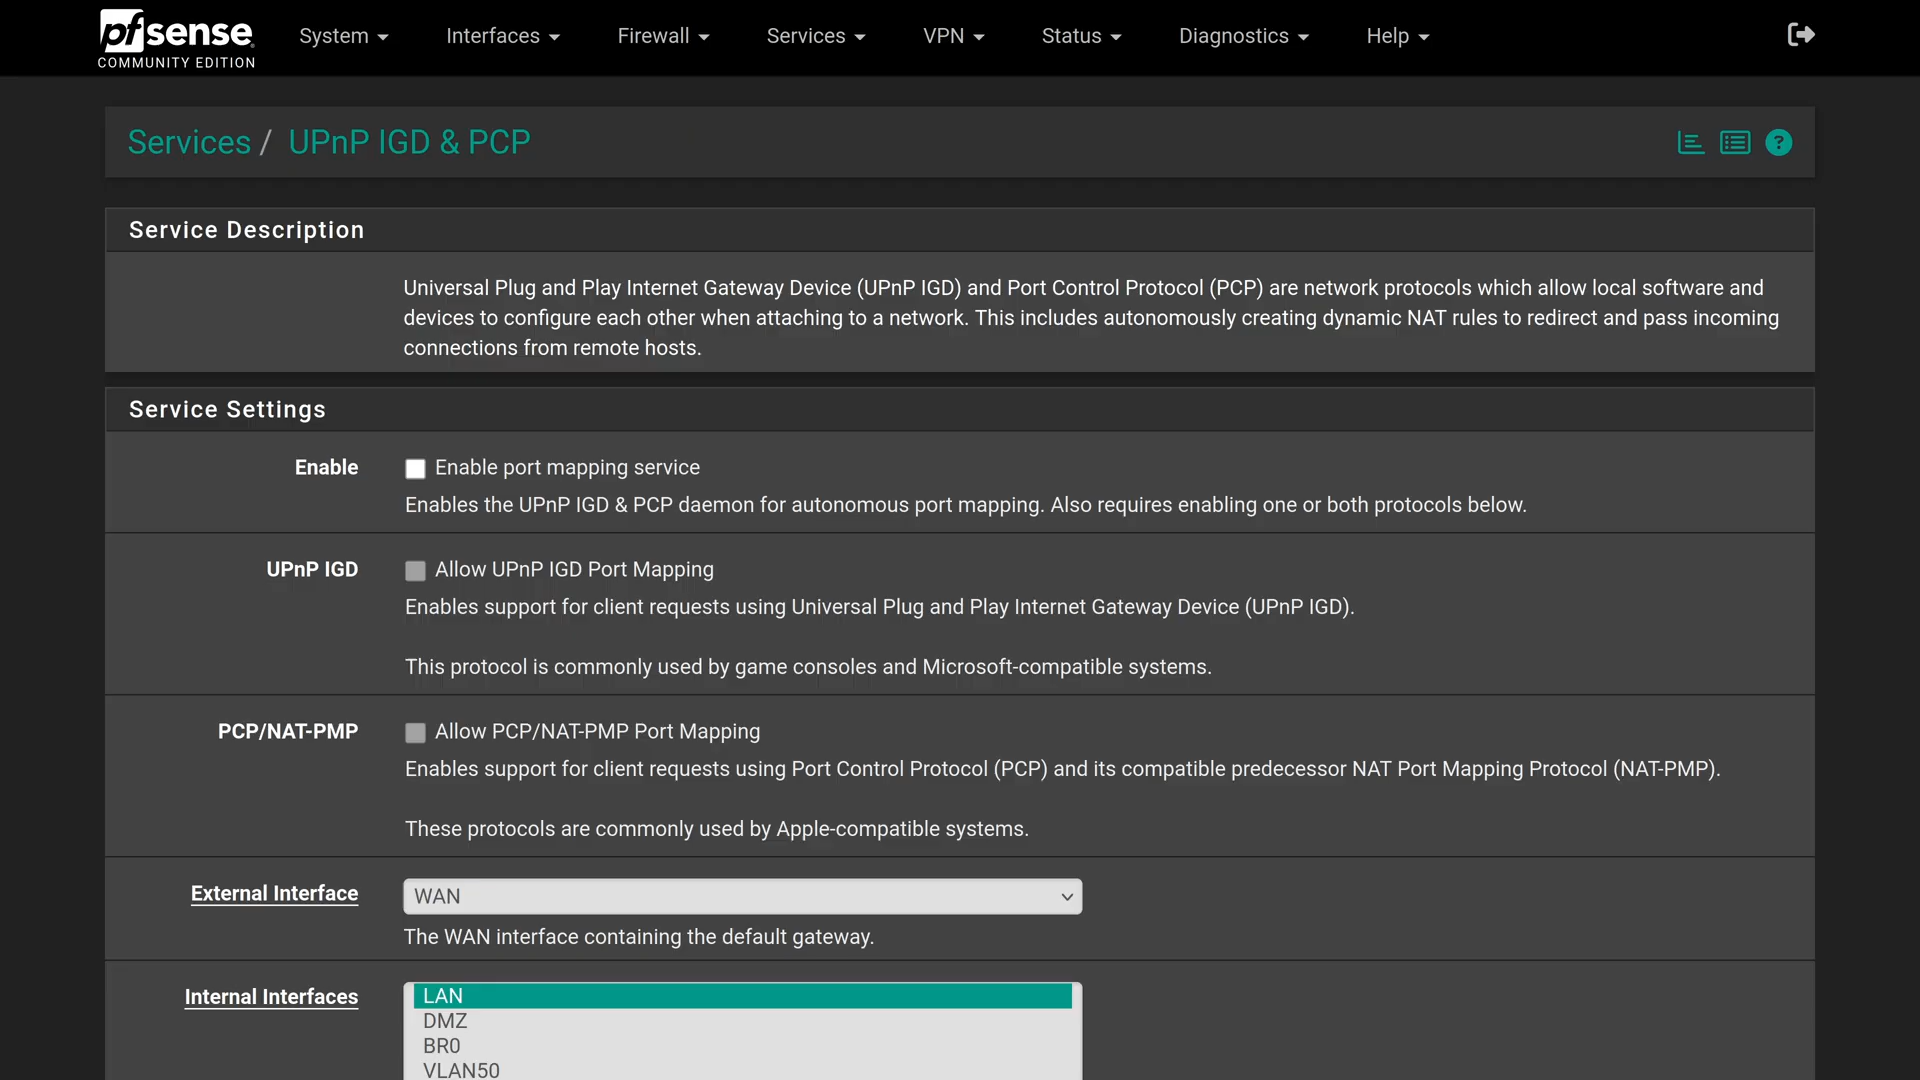 pfsense
COMMUNITY EDITION
System
Interfaces
Firewall
Services
VPN
Status
Diagnostics
Help
Services / UPnP IGD & PCP
?
Service Description
Universal Plug and Play Internet Gateway Device (UPnP IGD) and Port Control Protocol (PCP) are network protocols which allow local software and
devices to configure each other when attaching to a network. This includes autonomously creating dynamic NAT rules to redirect and pass incoming
connections from remote hosts.
Service Settings
Enable
Enable port mapping service
Enables the UPnP IGD & PCP daemon for autonomous port mapping. Also requires enabling one or both protocols below.
UPnP IGD
Allow UPnP IGD Port Mapping
Enables support for client requests using Universal Plug and Play Internet Gateway Device (UPnP IGD).
This protocol is commonly used by game consoles and Microsoft-compatible systems.
PCP/NAT-PMP
Allow PCP/NAT-PMP Port Mapping
Enables support for client requests using Port Control Protocol (PCP) and its compatible predecessor NAT Port Mapping Protocol (NAT-PMP).
These protocols are commonly used by Apple-compatible systems.
External Interface
WAN
The WAN interface containing the default gateway.
Internal Interfaces
LAN
DMZ
BR0
VLAN50